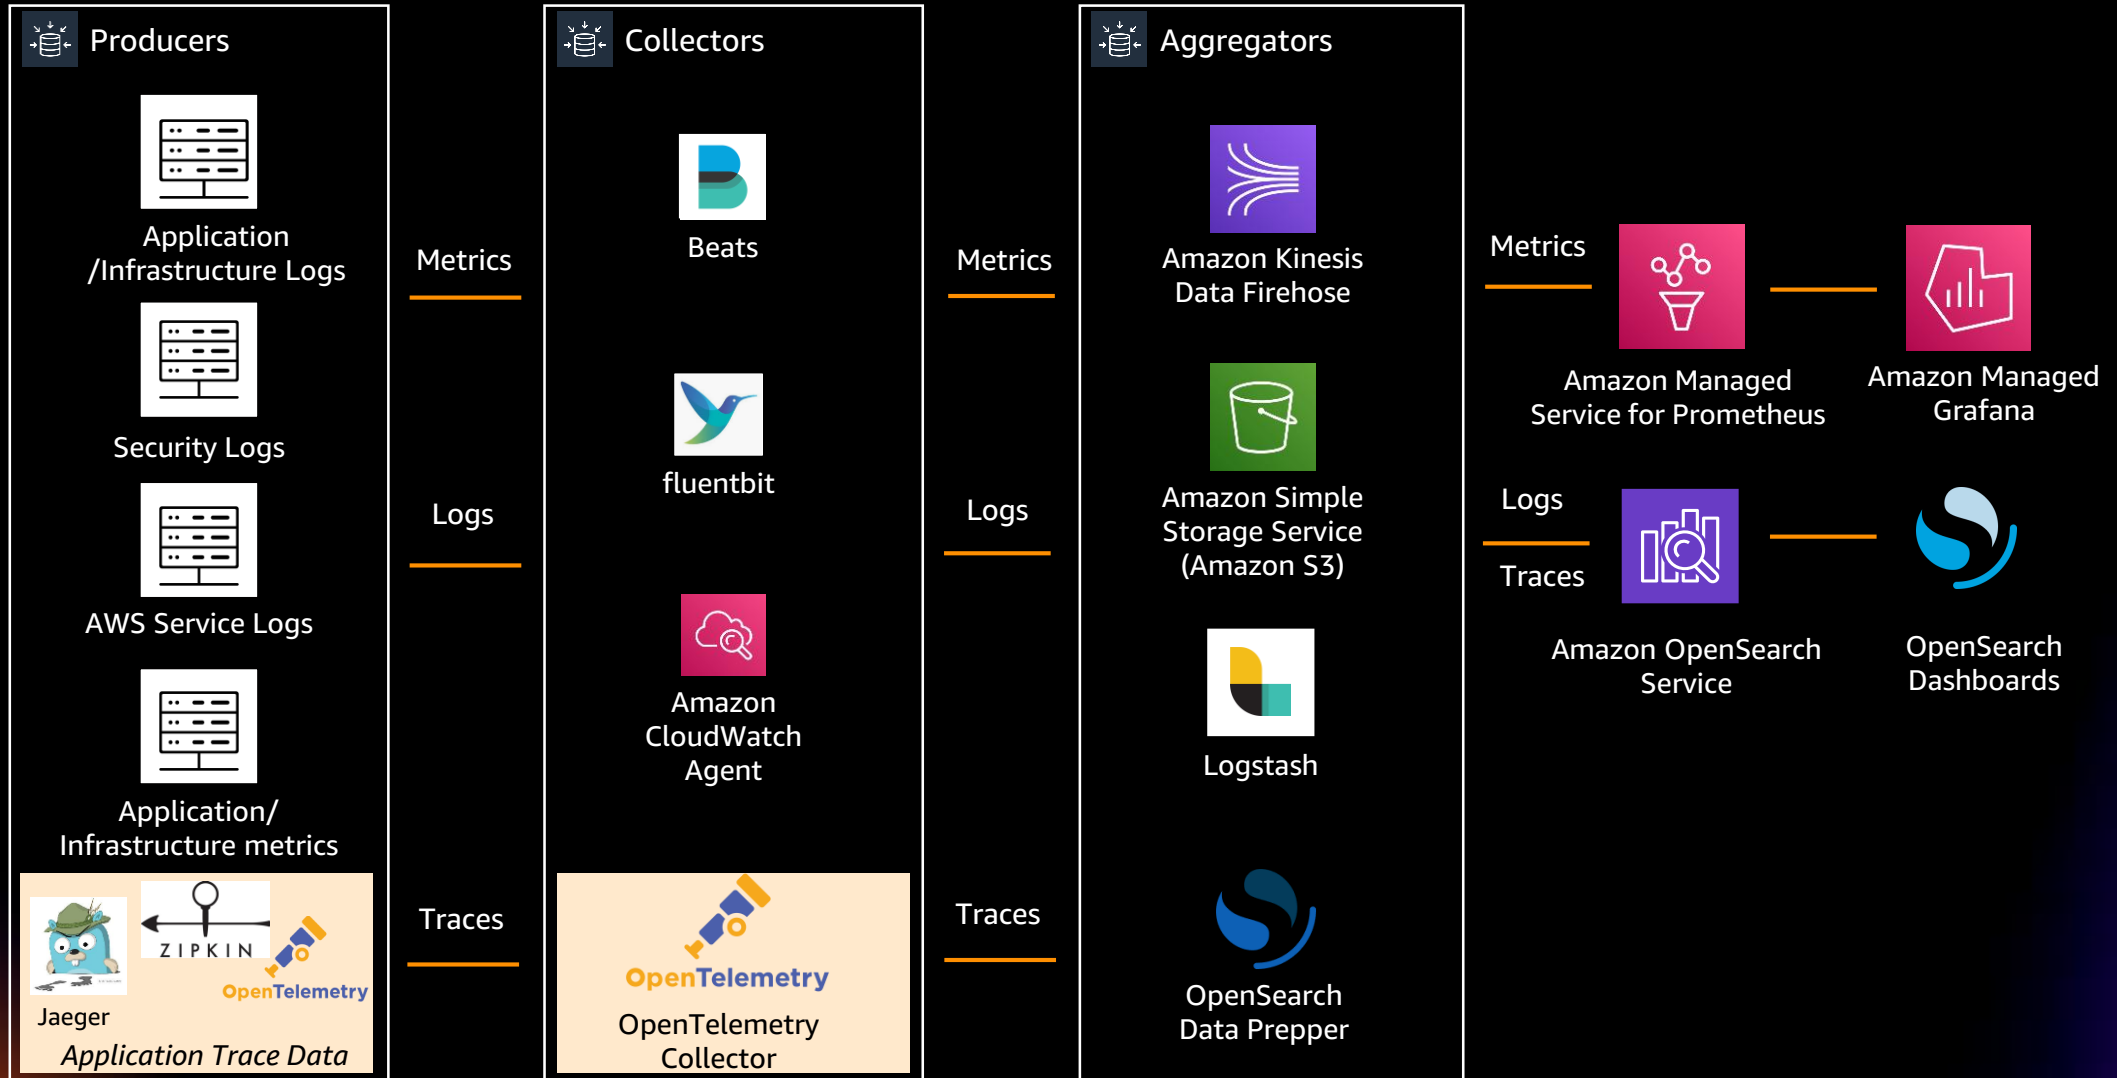 Producers
Application
/Infrastructure Logs
Security Logs
AWS Service Logs
Application/
Infrastructure metrics
ZIPKIN
OpenTelemetry
Jaeger
Application Trace Data
Metrics
Logs
Traces
Collectors
Beats
fluentbit
Amazon
CloudWatch
Agent
OpenTelemetry
OpenTelemetry
Collector
Metrics
Logs
Traces
Aggregators
Amazon Kinesis
Data Firehose
Amazon Simple
Storage Service
(Amazon S3)
Logstash
OpenSearch
Data Prepper
Metrics
Logs
Traces
Amazon Managed
Service for Prometheus
Amazon Managed
Grafana
Amazon OpenSearch
Service
OpenSearch
Dashboards